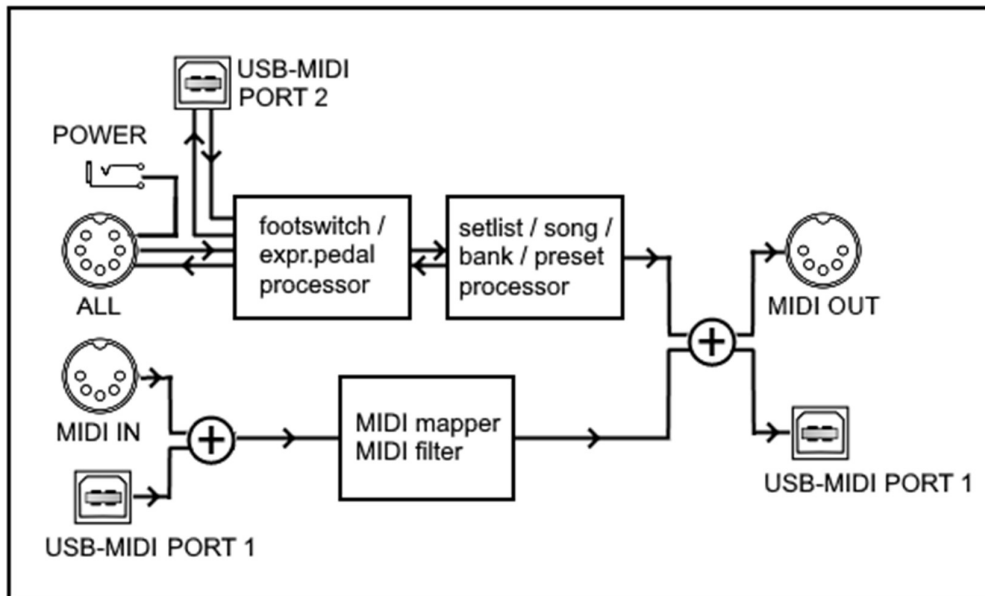 USB-MIDI
PORT 2
POWER
footswitch /
expr.pedal
processor
setlist / song /
bank / preset
processor
ALL
MIDI OUT
MIDI IN
MIDI mapper
MIDI filter
USB-MIDI PORT 1
USB-MIDI PORT 1